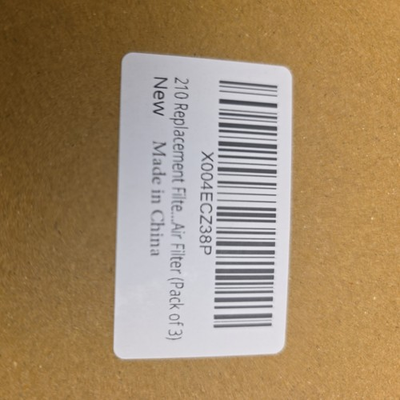 X004ECZ38P
210 Replacement Filte...Air Filter (Pack of 3)
New
Made in China